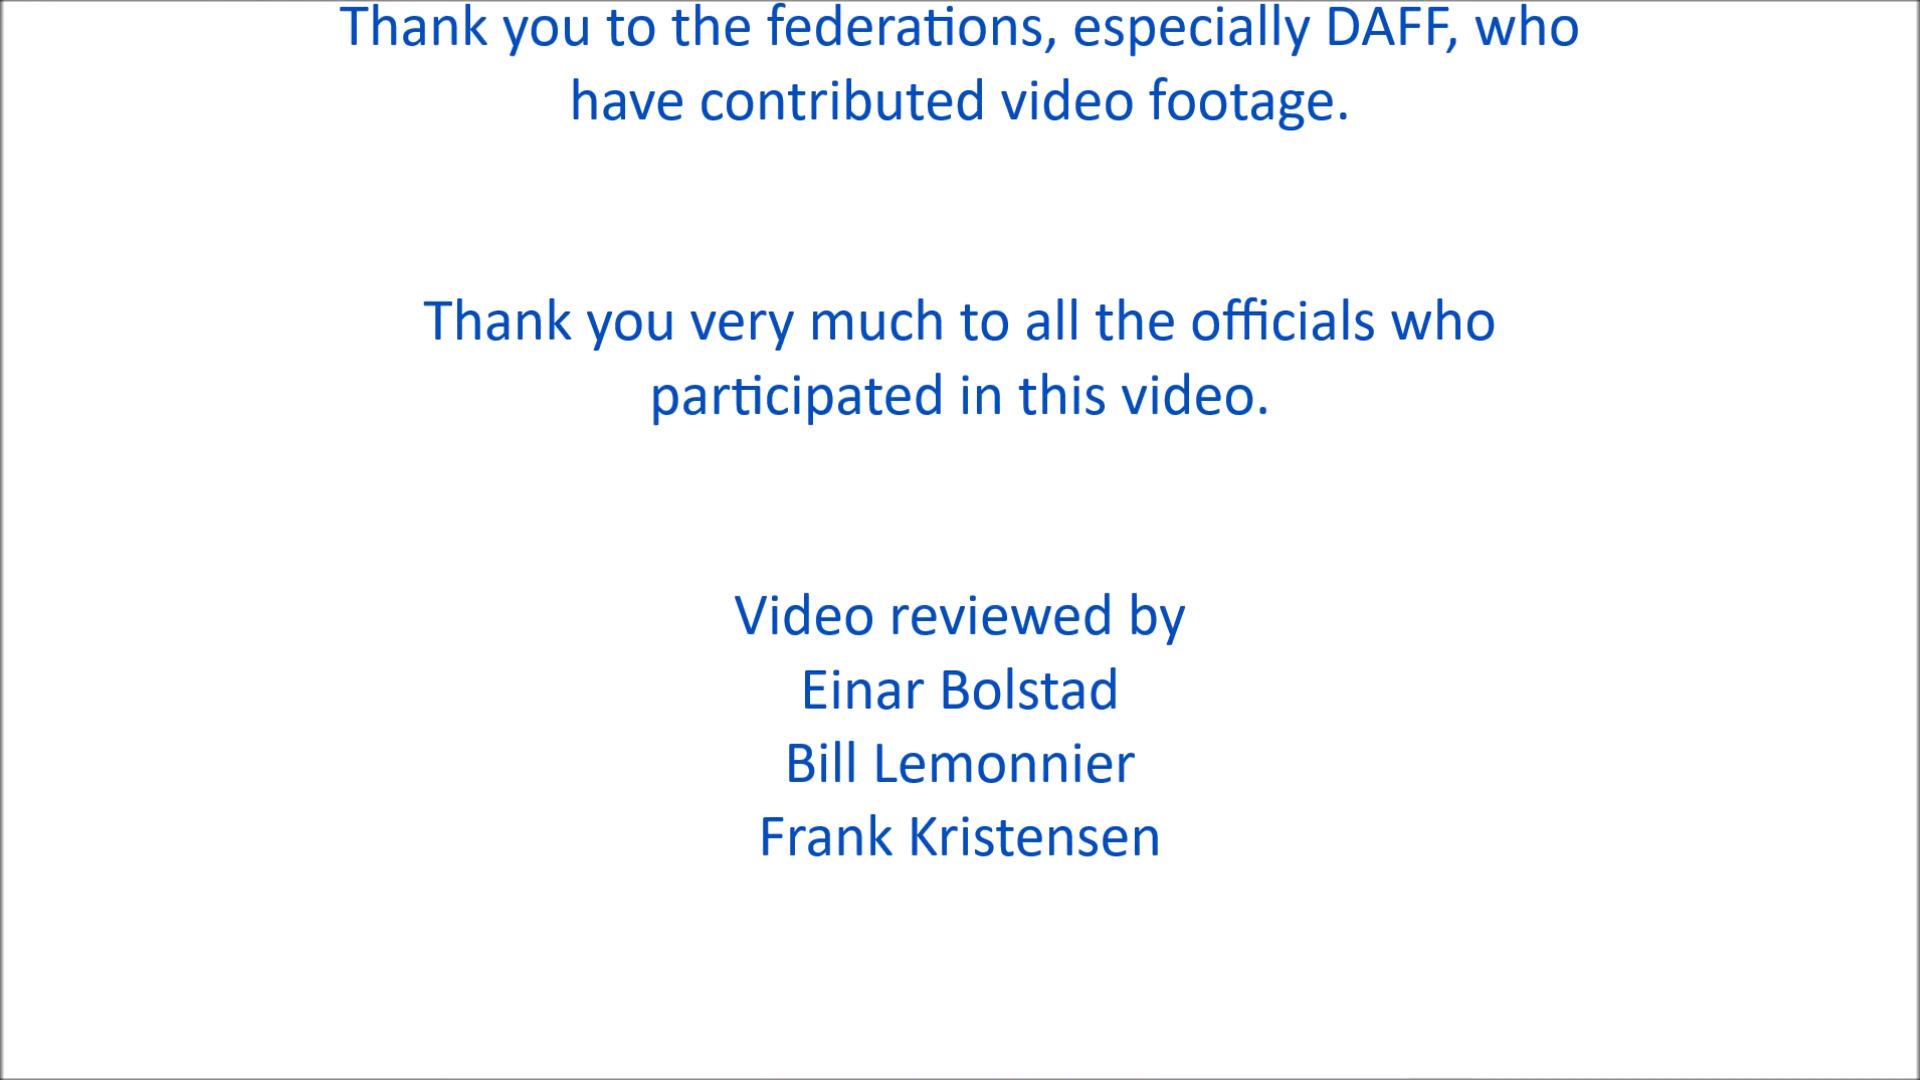 Thank you to the federations, especially DAFF, who
have contributed video footage.
Thank you very much to all the officials who
participated in this video.
Video reviewed by
Einar Bolstad
Bill Lemonnier
Frank Kristensen